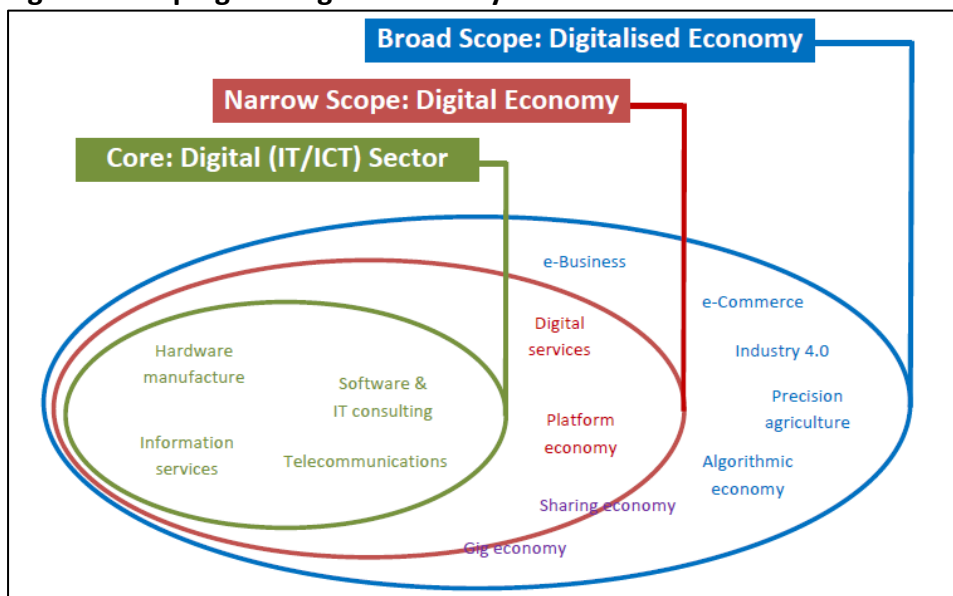 Broad Scope: Digitalised Economy
Narrow Scope: Digital Economy
Core: Digital (IT/ICT) Sector
e-Business
e-Commerce
Digital
services
Industry 4.0
Hardware
manufacture
Software &
IT consulting
Precision
agriculture
Platform
economy
Information
services
Telecommunications
Algorithmic
economy
Sharing economy
Gig economy